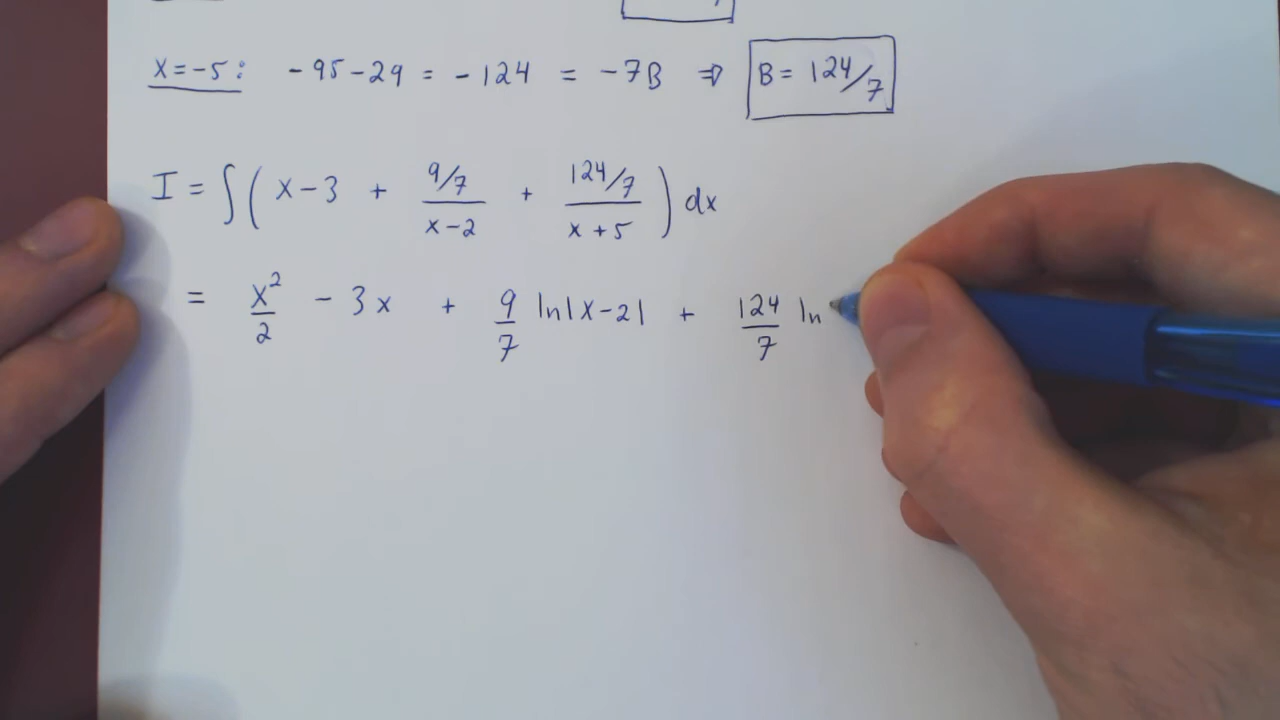 x=-5: -95-29 = -124 = -7B ⇒ B = 124/7
I = ∫( x-3 + 9/7/x-2 + 124/7/x+5 ) dx
= x²/2 - 3x + 9/7 ln|x-2| + 124/7 ln